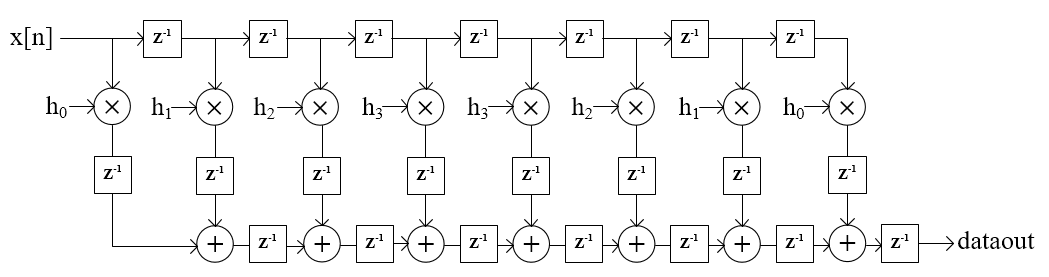 x[n] z⁻¹ z⁻¹ z⁻¹ z⁻¹ z⁻¹ z⁻¹ z⁻¹
h₀ × h₁ × h₂ × h₃ × h₃ × h₂ × h₁ × h₀ ×
z⁻¹ z⁻¹ z⁻¹ z⁻¹ z⁻¹ z⁻¹ z⁻¹ z⁻¹
+ z⁻¹ + z⁻¹ + z⁻¹ + z⁻¹ + z⁻¹ + z⁻¹ + z⁻¹ dataout